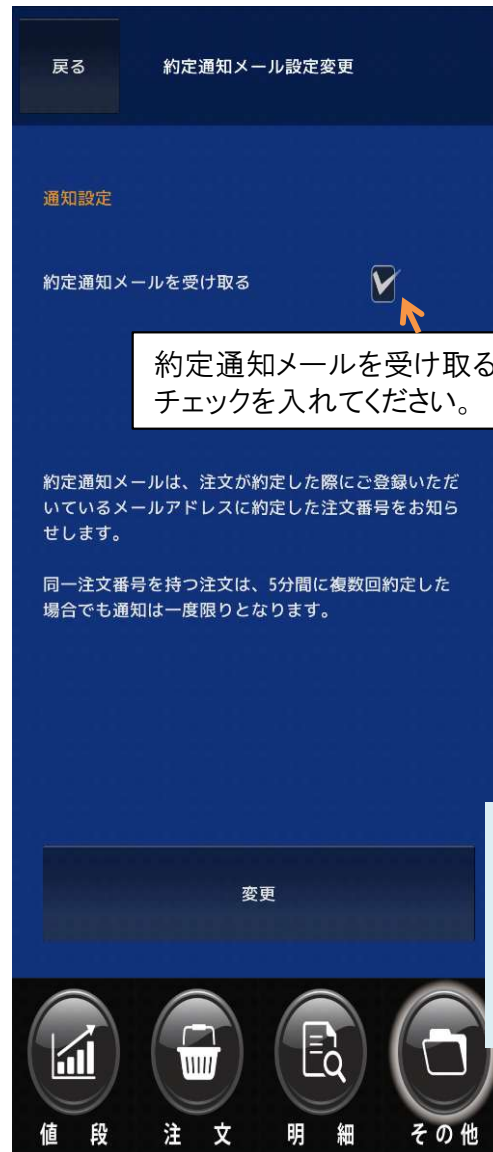 戻る
約定通知メール設定変更
通知設定
約定通知メールを受け取る
約定通知メールを受け取る
チェックを入れてください。
約定通知メールは、注文が約定した際にご登録いただ
いているメールアドレスに約定した注文番号をお知ら
せします。
同一注文番号を持つ注文は、5分間に複数回約定した
場合でも通知は一度限りとなります。
変更
値 段
注 文
明 細
その他